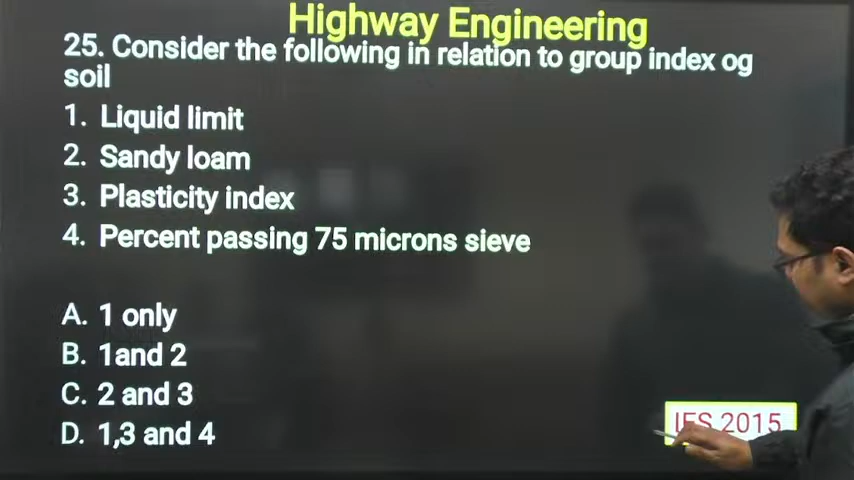 Highway Engineering
25. Consider the following in relation to group index og
soil
1. Liquid limit
2. Sandy loam
3. Plasticity index
4. Percent passing 75 microns sieve
A. 1 only
B. 1and 2
C. 2 and 3
D. 1,3 and 4
IES 2015